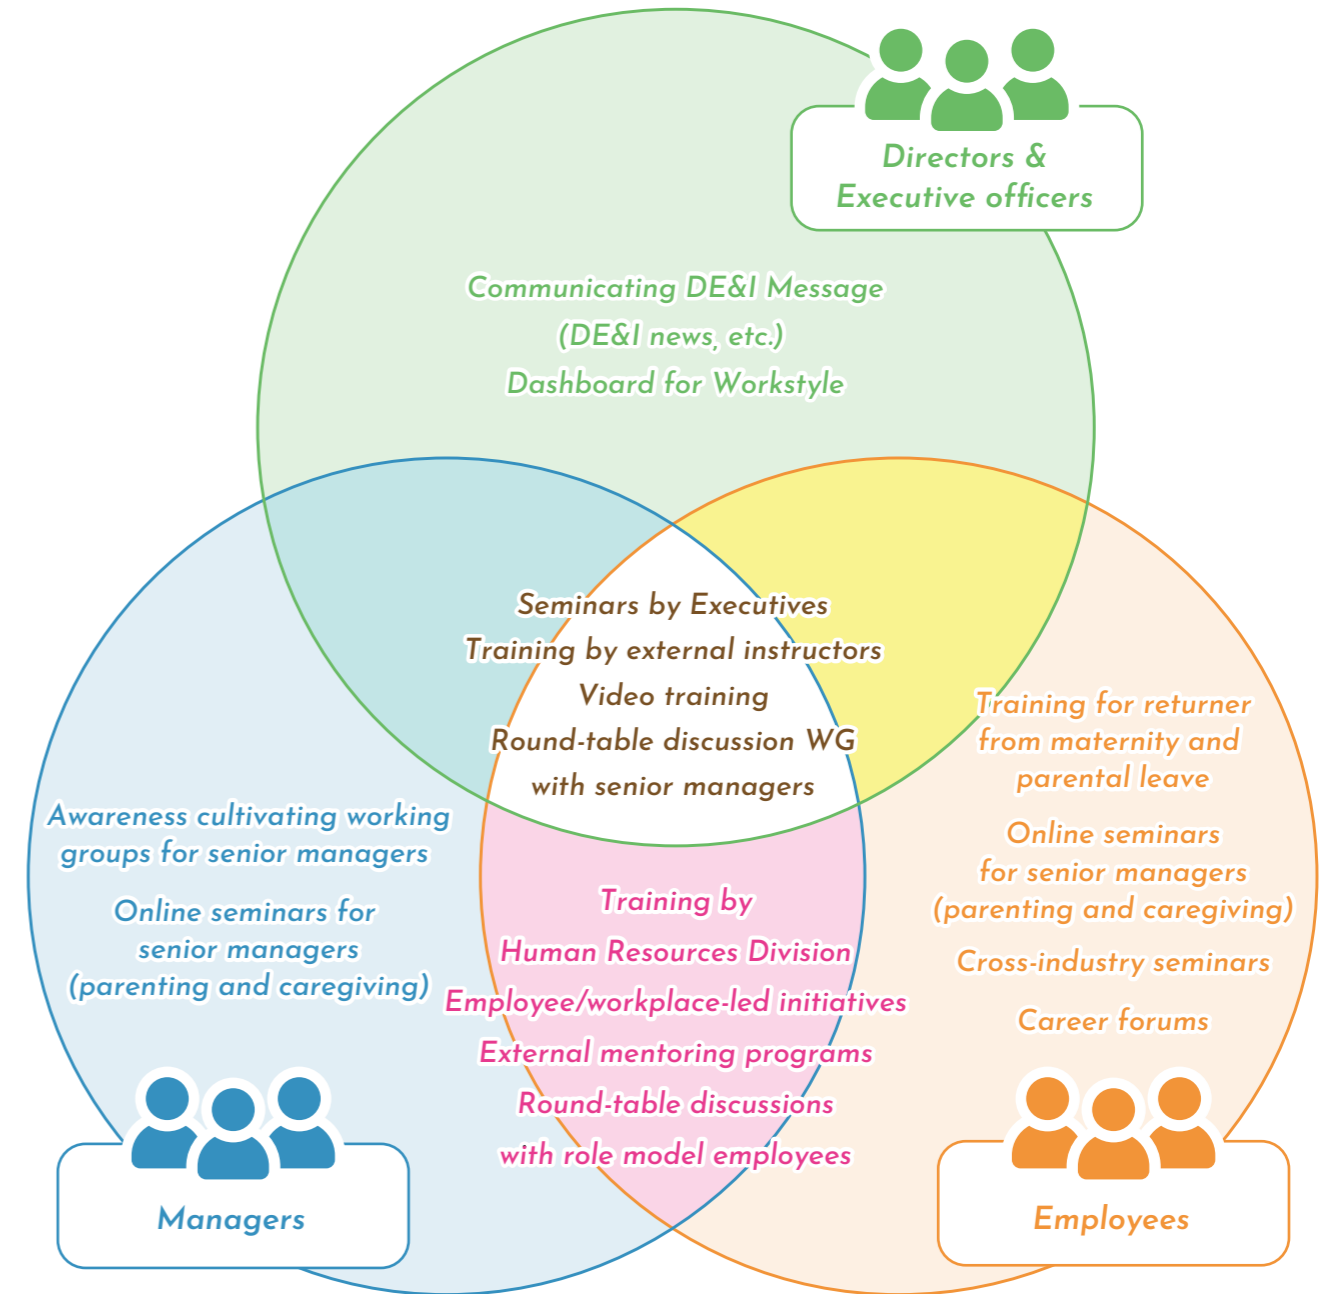 Directors &
Executive officers
Communicating DE&I Message
(DE&I news, etc.)
Dashboard for Workstyle
Seminars by Executives
Training by external instructors
Video training
Round-table discussion WG
with senior managers
Awareness cultivating working
groups for senior managers
Online seminars for
senior managers
(parenting and caregiving)
Training by
Human Resources Division
Employee/workplace-led initiatives
External mentoring programs
Round-table discussions
with role model employees
Training for returner
from maternity and
parental leave
Online seminars
for senior managers
(parenting and caregiving)
Cross-industry seminars
Career forums
Managers
Employees